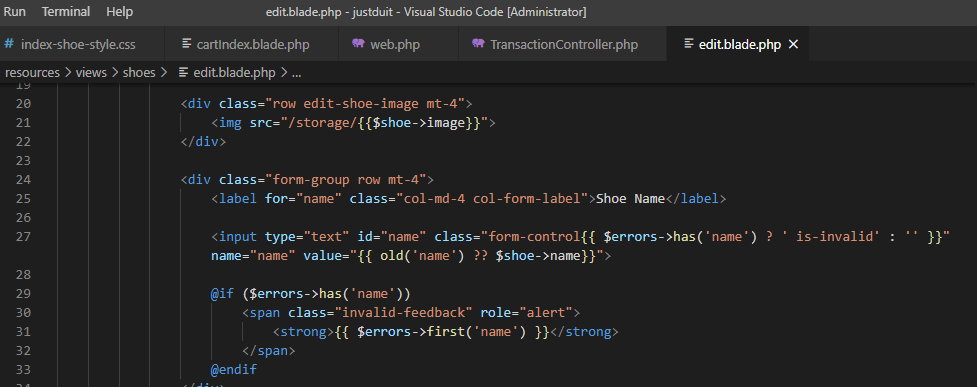 Run Terminal Help edit.blade.php - justduit - Visual Studio Code [Administrator]
# index-shoe-style.css cartIndex.blade.php web.php TransactionController.php edit.blade.php ×
resources > views > shoes > edit.blade.php > ...
19
20 <div class="row edit-shoe-image mt-4">
21 <img src="/storage/{{$shoe->image}}">
22 </div>
23
24 <div class="form-group row mt-4">
25 <label for="name" class="col-md-4 col-form-label">Shoe Name</label>
26
27 <input type="text" id="name" class="form-control{{ $errors->has('name') ? ' is-invalid' : '' }}"
name="name" value="{{ old('name') ?? $shoe->name}}">
28
29 @if ($errors->has('name'))
30 <span class="invalid-feedback" role="alert">
31 <strong>{{ $errors->first('name') }}</strong>
32 </span>
33 @endif
34 </div>